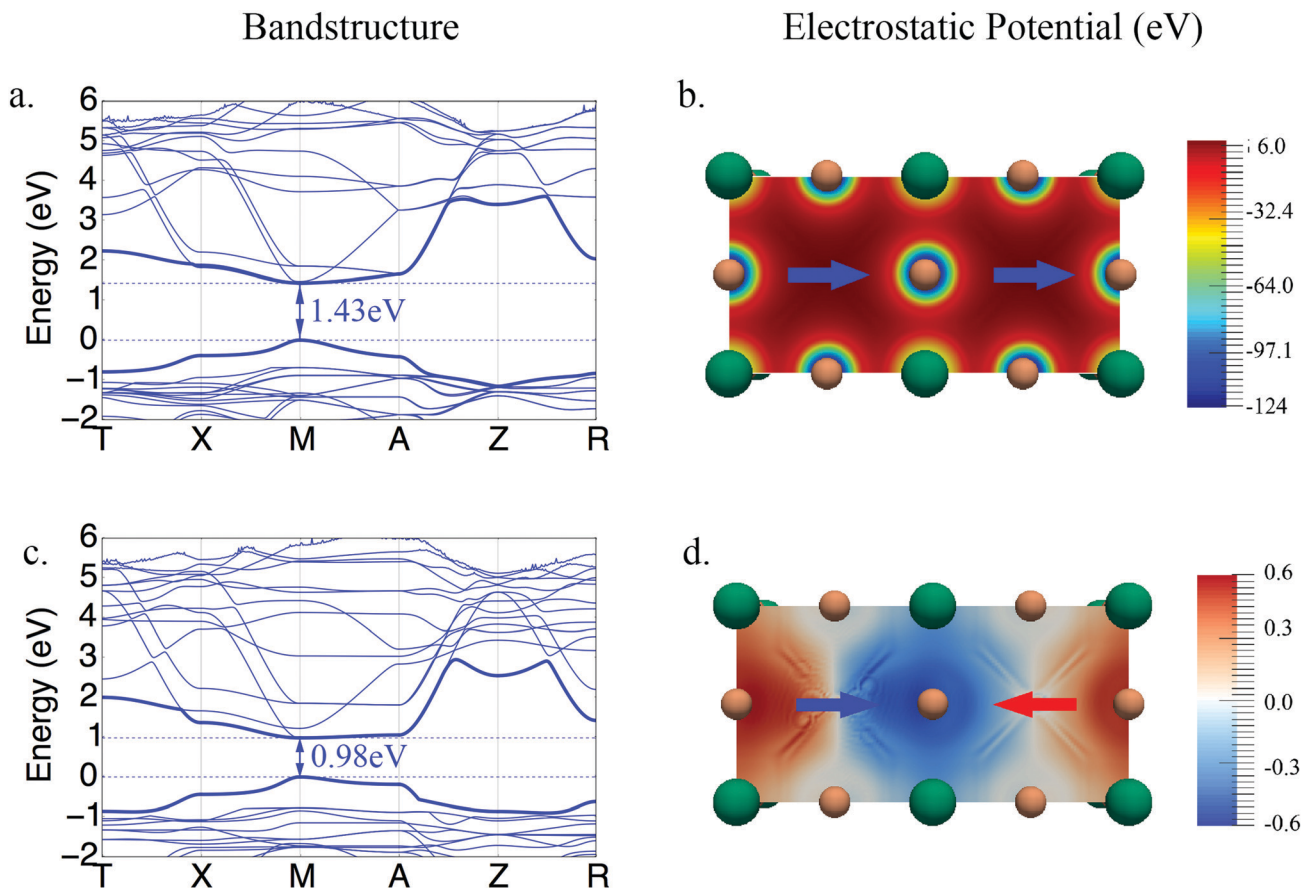 Bandstructure
Electrostatic Potential (eV)
a.
6
5
4
3
2
1
0
−1
−2
Energy (eV)
1.43eV
T X M A Z R
b.
6.0
-32.4
-64.0
-97.1
-124
c.
6
5
4
3
2
1
0
−1
−2
Energy (eV)
0.98eV
T X M A Z R
d.
0.6
0.3
0.0
-0.3
-0.6